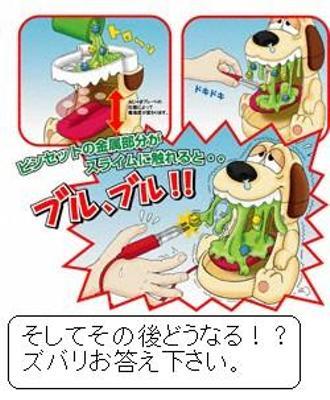 トロ〜リ
ドキドキ
ピンセットの金属部分が
スライムに触れると・・
ブル、ブル!!
そしてその後どうなる！？
ズバリお答え下さい。